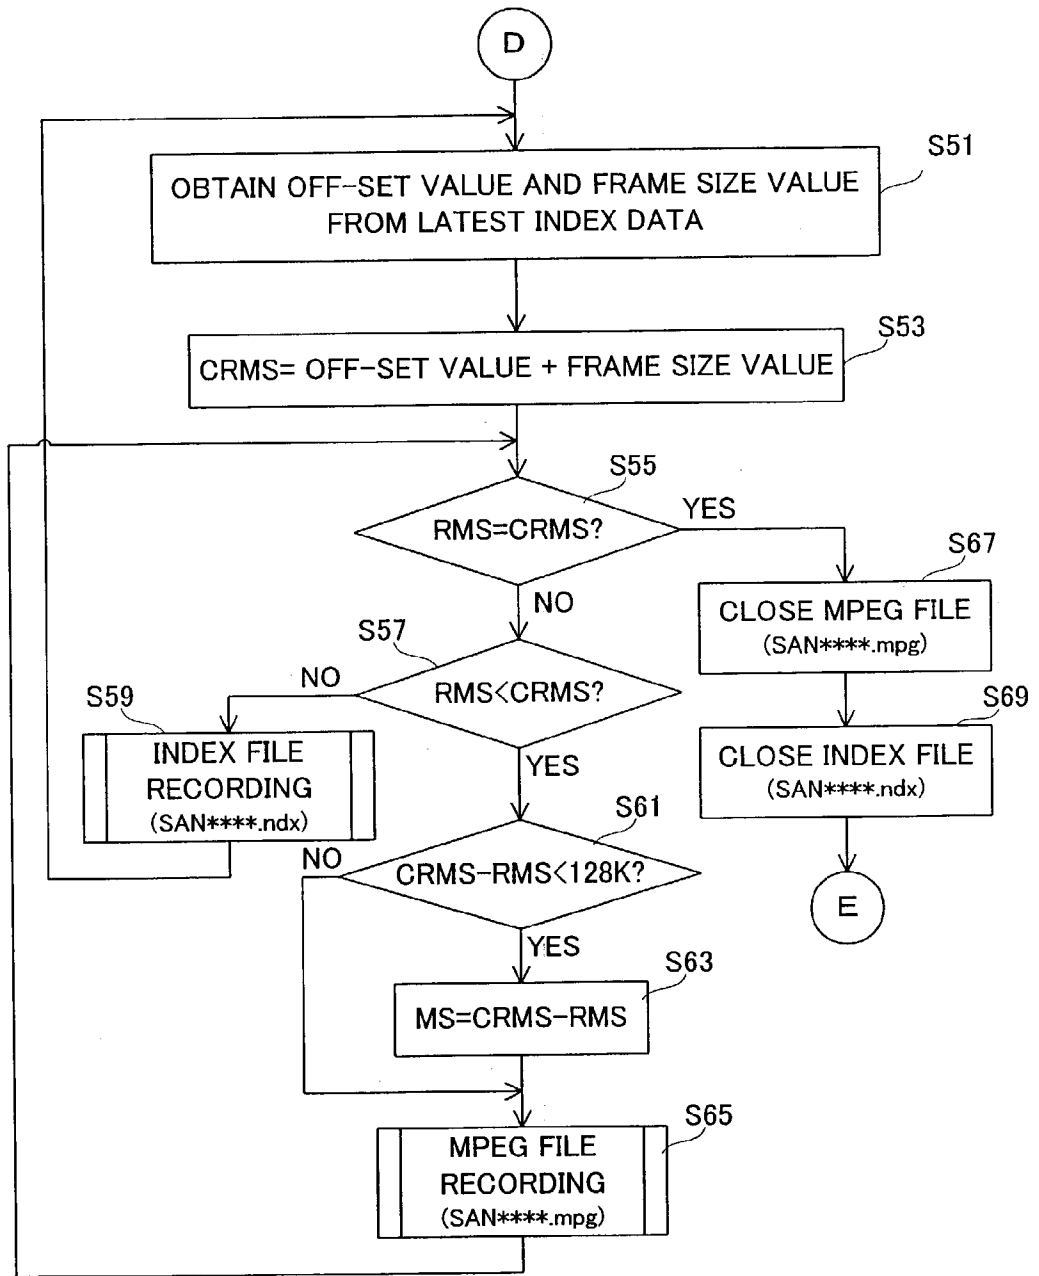 D
S51
OBTAIN OFF-SET VALUE AND FRAME SIZE VALUE
FROM LATEST INDEX DATA
S53
CRMS= OFF-SET VALUE + FRAME SIZE VALUE
S55
RMS=CRMS?
YES
NO
S67
CLOSE MPEG FILE
(SAN****.mpg)
S57
RMS<CRMS?
NO
YES
S59
INDEX FILE
RECORDING
(SAN****.ndx)
S69
CLOSE INDEX FILE
(SAN****.ndx)
E
S61
CRMS-RMS<128K?
NO
YES
S63
MS=CRMS-RMS
S65
MPEG FILE
RECORDING
(SAN****.mpg)